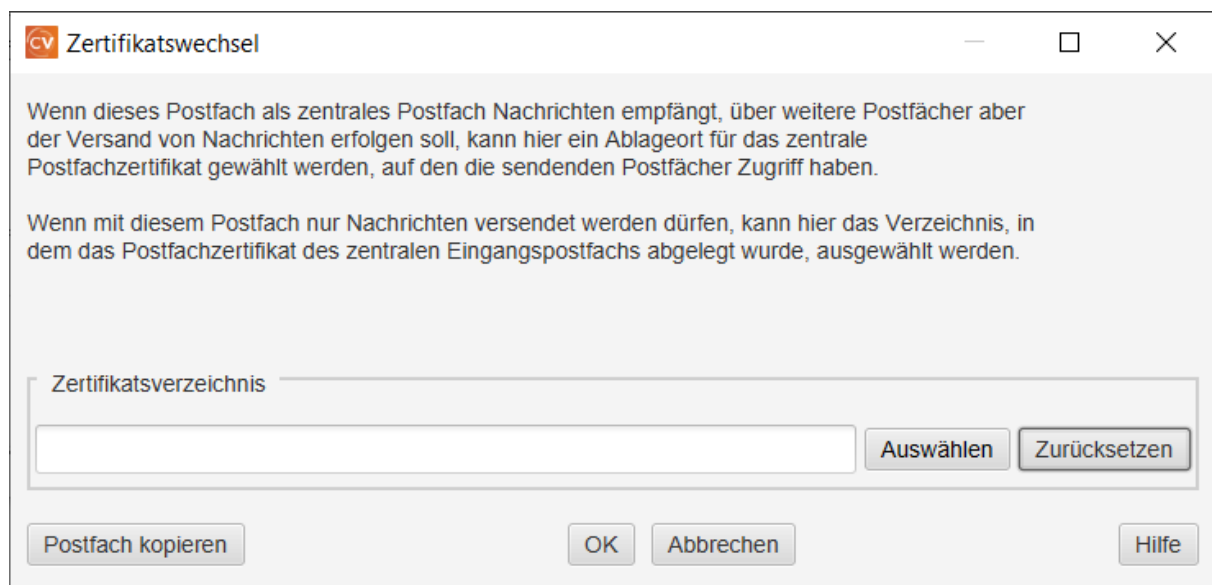 cv Zertifikatswechsel
Wenn dieses Postfach als zentrales Postfach Nachrichten empfängt, über weitere Postfächer aber
der Versand von Nachrichten erfolgen soll, kann hier ein Ablageort für das zentrale
Postfachzertifikat gewählt werden, auf den die sendenden Postfächer Zugriff haben.
Wenn mit diesem Postfach nur Nachrichten versendet werden dürfen, kann hier das Verzeichnis, in
dem das Postfachzertifikat des zentralen Eingangspostfachs abgelegt wurde, ausgewählt werden.
Zertifikatsverzeichnis
Auswählen Zurücksetzen
Postfach kopieren OK Abbrechen Hilfe